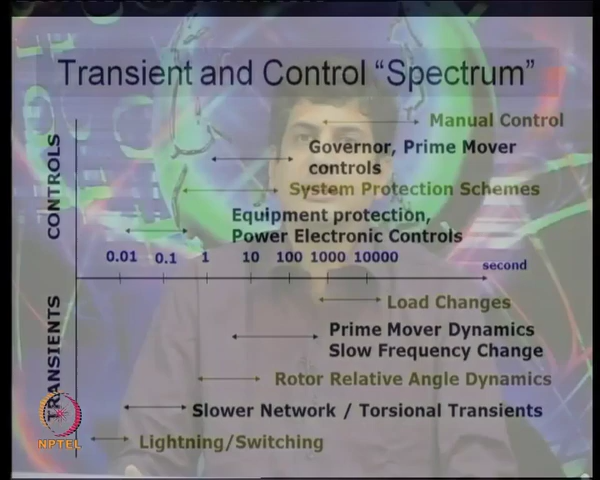 Transient and Control “Spectrum”
Manual Control
Governor, Prime Mover
controls
System Protection Schemes
Equipment protection,
Power Electronic Controls
CONTROLS
0.01 0.1 1 10 100 1000 10000
second
Load Changes
Prime Mover Dynamics
Slow Frequency Change
Rotor Relative Angle Dynamics
Slower Network / Torsional Transients
Lightning/Switching
TRANSIENTS
NPTEL